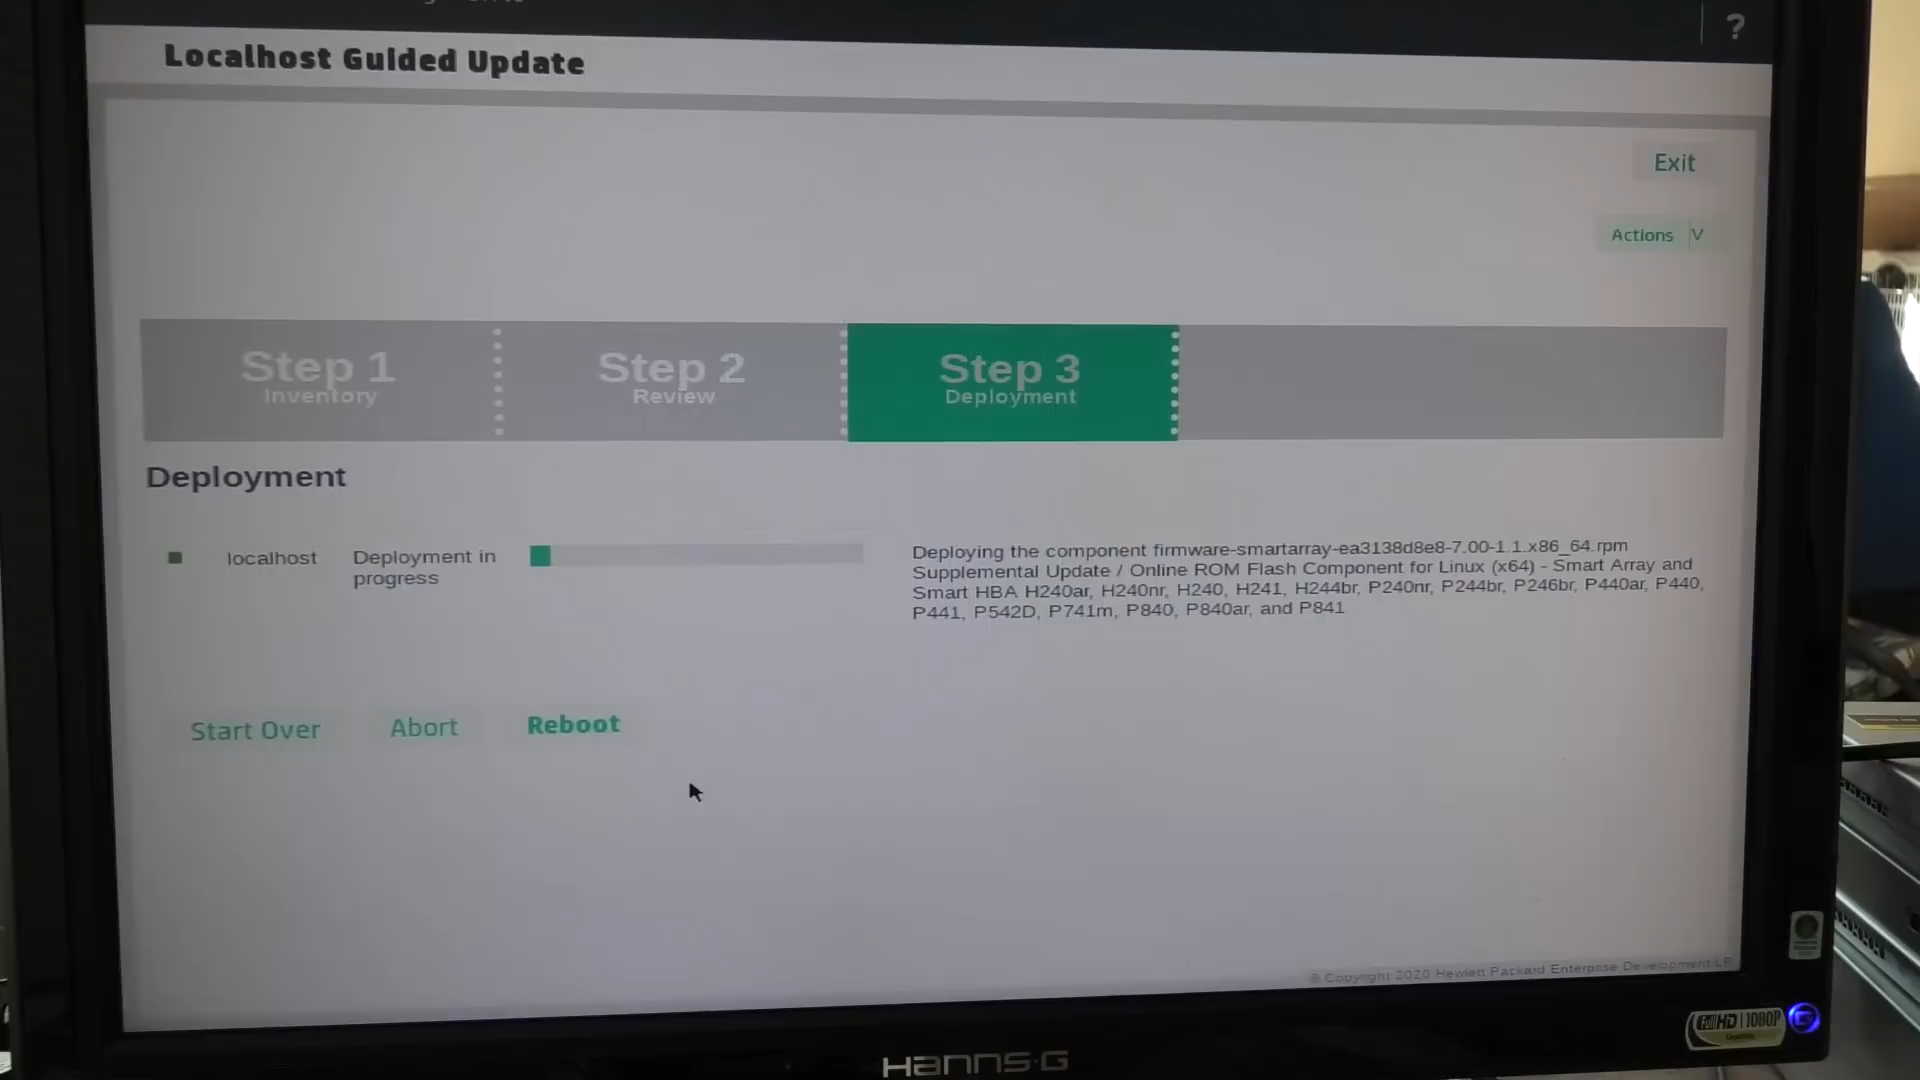 ?
Localhost Guided Update
Exit
Actions
Step 1
Inventory
Step 2
Review
Step 3
Deployment
Deployment
localhost
Deployment in
progress
Deploying the component firmware-smartarray-ea3138d8e8-7.00-1.1.x86_64.rpm
Supplemental Update / Online ROM Flash Component for Linux (x64) - Smart Array and
Smart HBA H240ar, H240nr, H240, H241, H244br, P240nr, P244br, P246br, P440ar, P440,
P441, P542D, P741m, P840, P840ar, and P841
Start Over
Abort
Reboot
© Copyright 2020 Hewlett Packard Enterprise Development LP
Full HD 1080P
HANNS·G